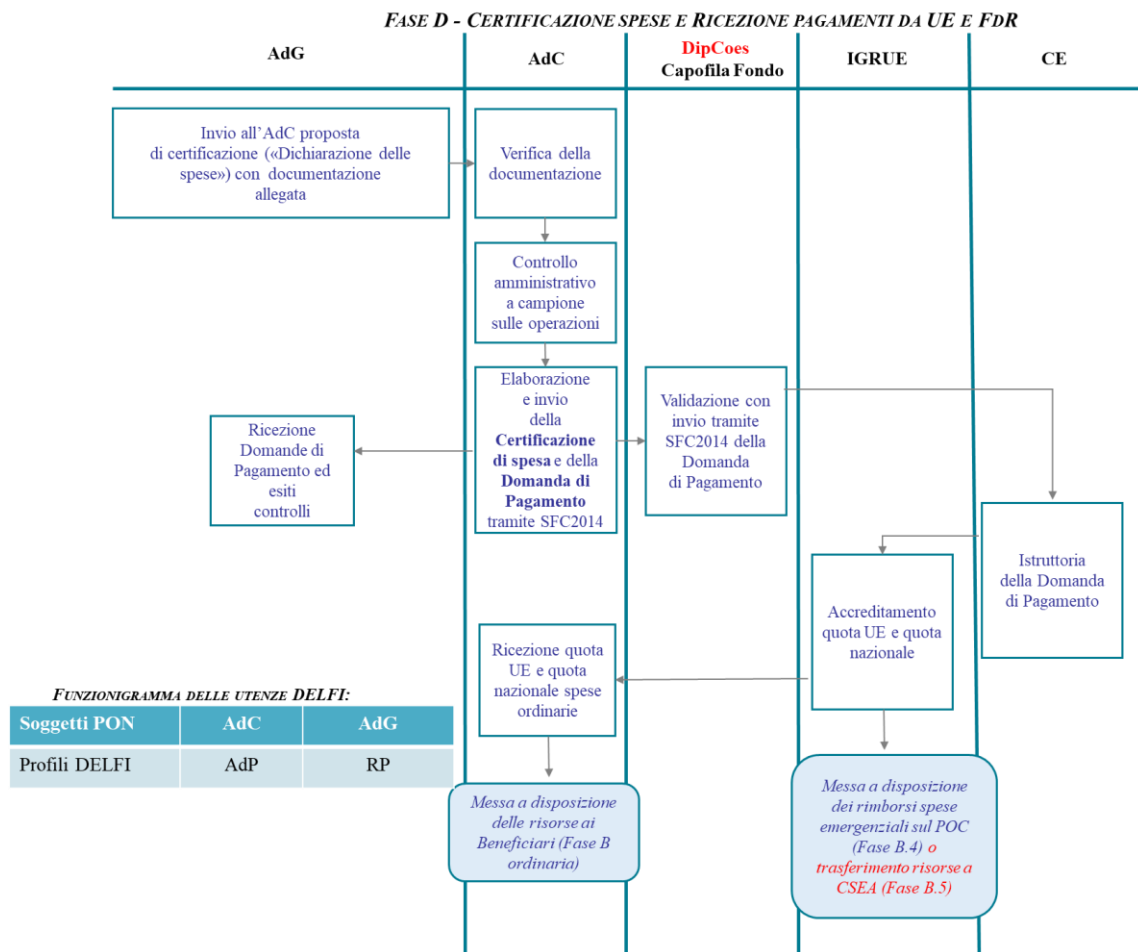 FASE D - CERTIFICAZIONE SPESE E RICEZIONE PAGAMENTI DA UE E FDR
AdG
AdC
DipCoes
Capofila Fondo
IGRUE
CE
Invio all'AdC proposta
di certificazione («Dichiarazione delle
spese») con documentazione
allegata
Verifica della
documentazione
Controllo
amministrativo
a campione
sulle operazioni
Elaborazione
e invio
della
Certificazione
di spesa e della
Domanda di
Pagamento
tramite SFC2014
Validazione con
invio tramite
SFC2014 della
Domanda
di Pagamento
Ricezione
Domande di
Pagamento ed
esiti
controlli
Istruttoria
della Domanda
di Pagamento
Accreditamento
quota UE e quota
nazionale
Ricezione quota
UE e quota
nazionale spese
ordinarie
FUNZIONIGRAMMA DELLE UTENZE DELFI:
Soggetti PON AdC AdG
Profili DELFI AdP RP
Messa a disposizione
delle risorse ai
Beneficiari (Fase B
ordinaria)
Messa a disposizione
dei rimborsi spese
emergenziali sul POC
(Fase B.4) o
trasferimento risorse a
CSEA (Fase B.5)